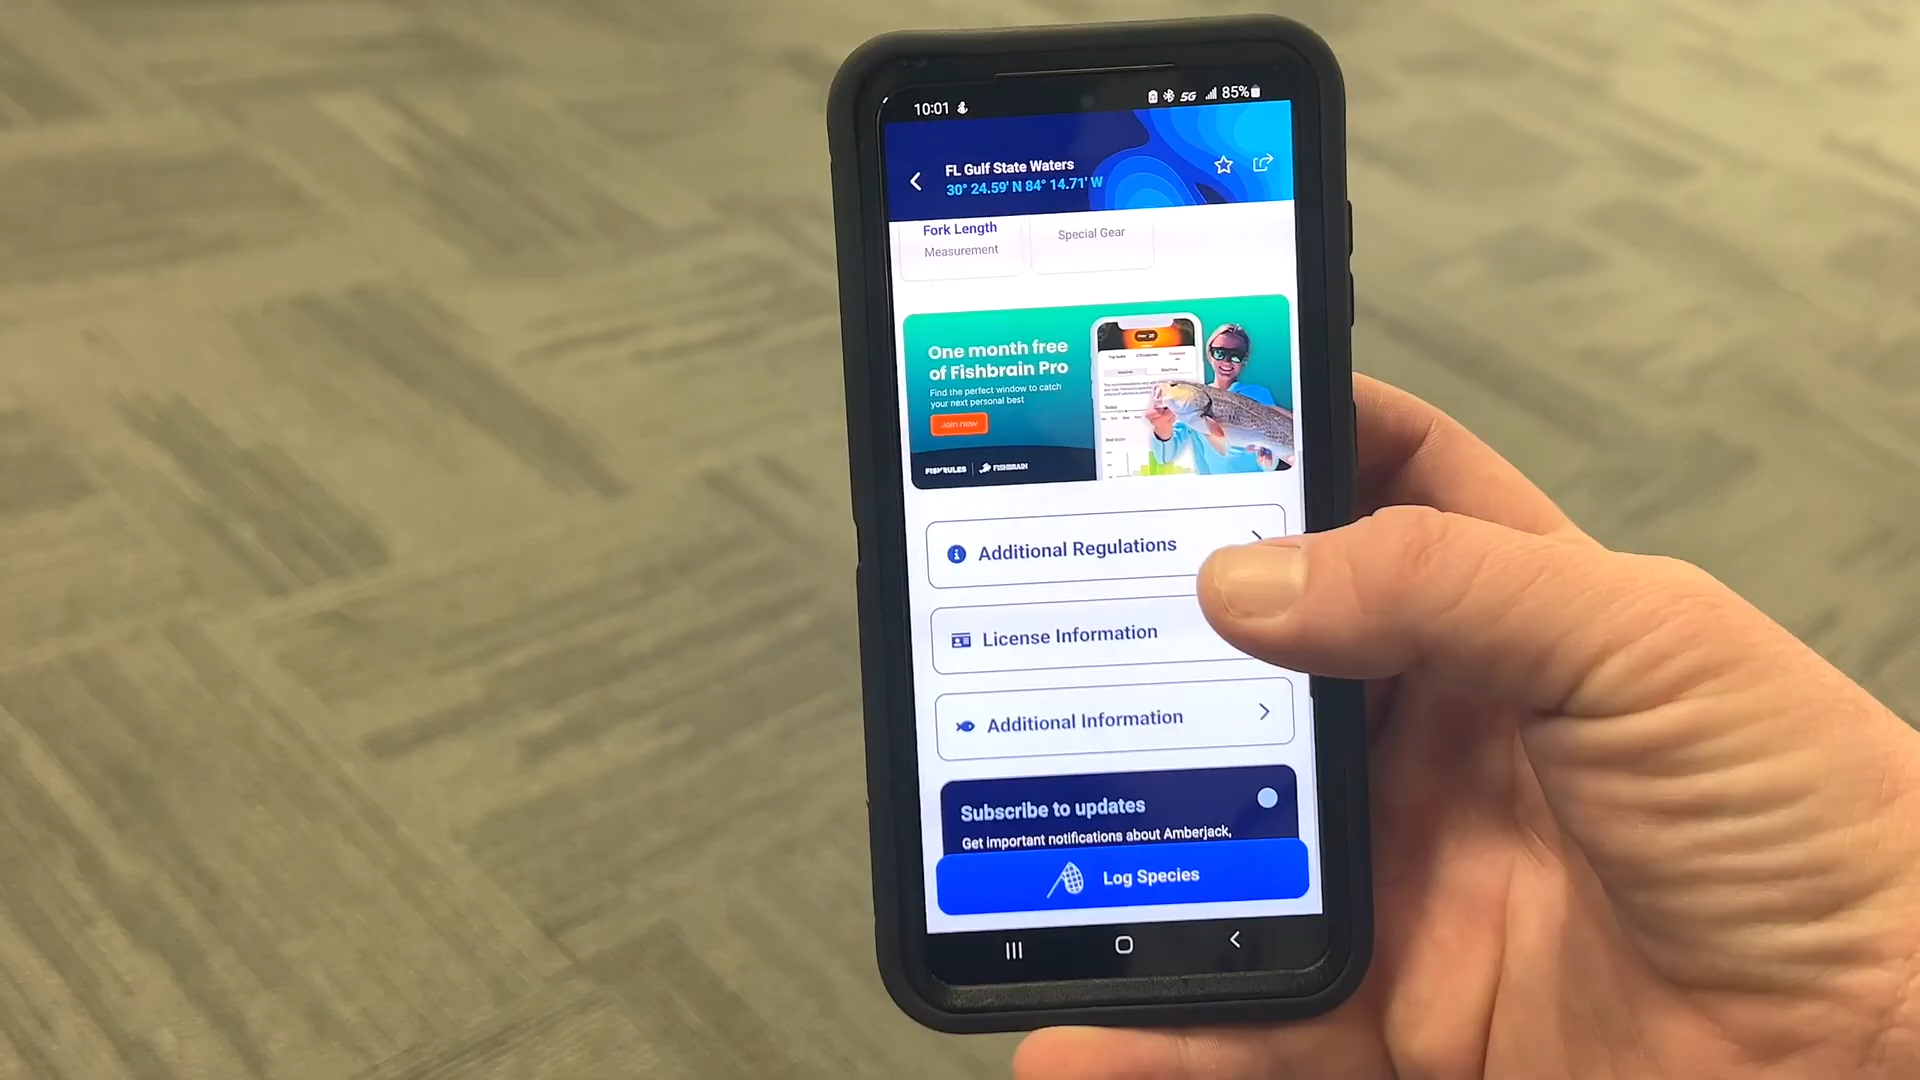 10:01
5G
85%
FL Gulf State Waters
30° 24.59' N 84° 14.71' W
Fork Length
Measurement
Special Gear
One month free
of Fishbrain Pro
Find the perfect window to catch
your next personal best
Join now
FISHRULES
FISHBRAIN
Additional Regulations
License Information
Additional Information
Subscribe to updates
Get important notifications about Amberjack,
Log Species